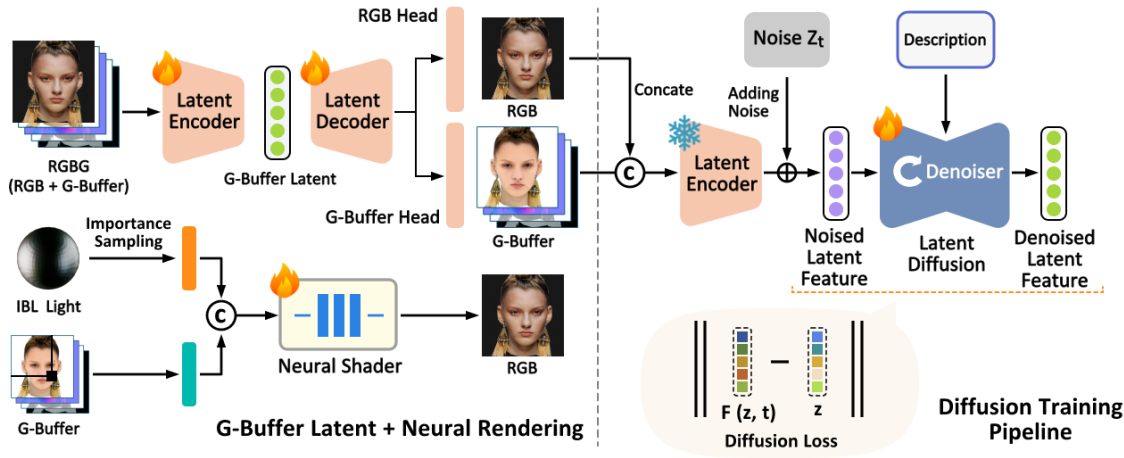 RGB Head
RGBG
(RGB + G-Buffer)
Latent
Encoder
G-Buffer Latent
Latent
Decoder
RGB
G-Buffer Head
G-Buffer
Importance
Sampling
IBL Light
G-Buffer
C
Neural Shader
RGB
G-Buffer Latent + Neural Rendering
Concate
C
Noise Zt
Adding
Noise
Description
Latent
Encoder
Noised
Latent
Feature
Denoiser
Latent
Diffusion
Denoised
Latent
Feature
F (z, t)
z
Diffusion Loss
Diffusion Training
Pipeline